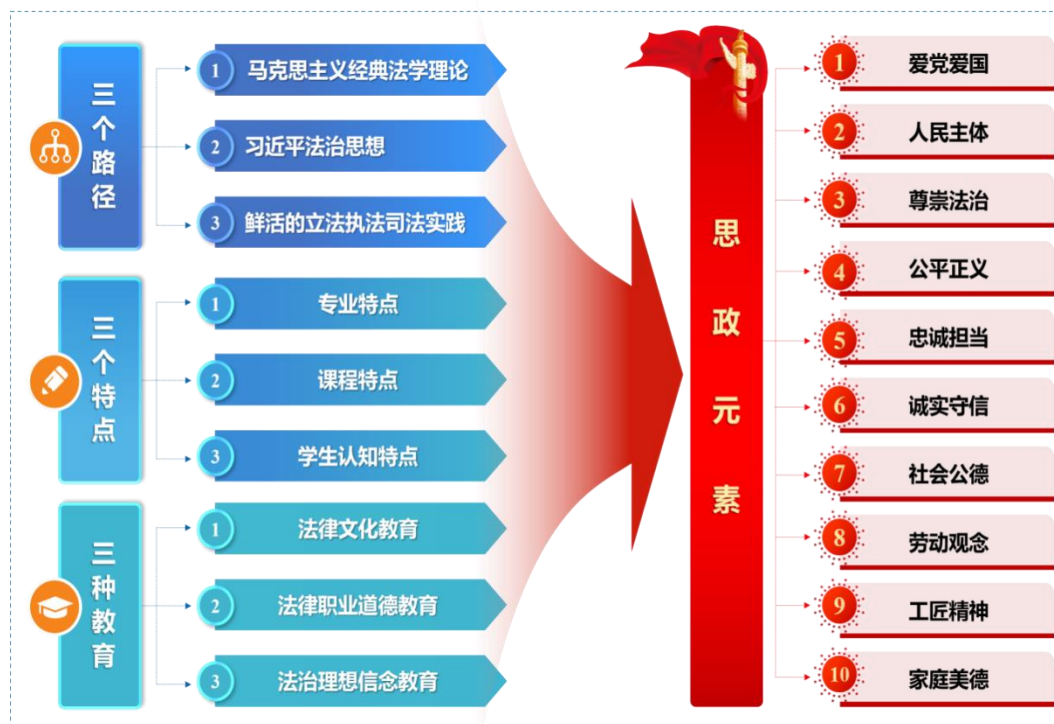 三个路径
1
马克思主义经典法学理论
2
习近平法治思想
3
鲜活的立法执法司法实践
三个特点
1
专业特点
2
课程特点
3
学生认知特点
三种教育
1
法律文化教育
2
法律职业道德教育
3
法治理想信念教育
思政元素
1
爱党爱国
2
人民主体
3
尊崇法治
4
公平正义
5
忠诚担当
6
诚实守信
7
社会公德
8
劳动观念
9
工匠精神
10
家庭美德